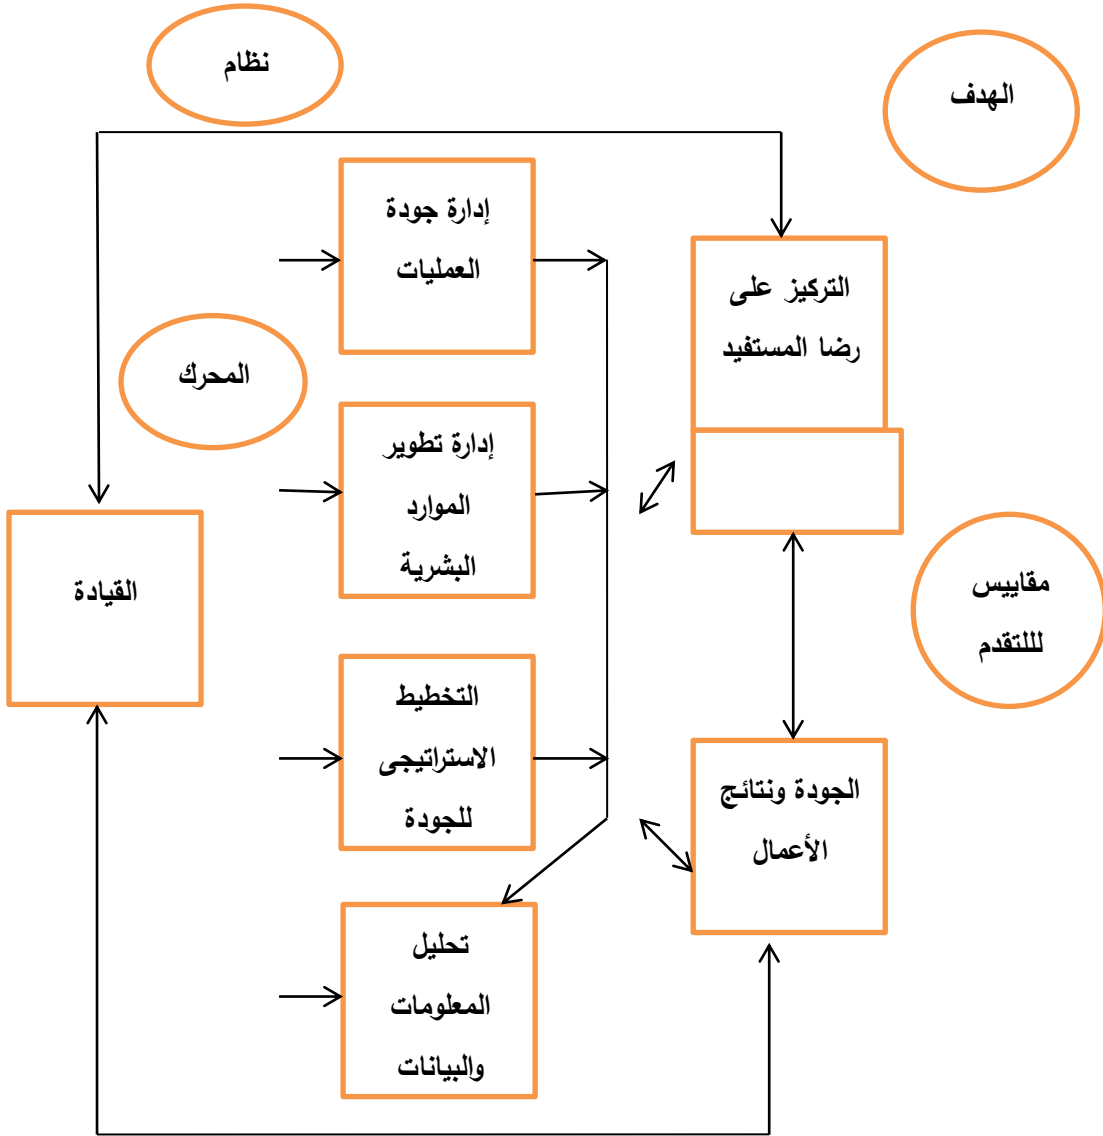 نظام
الهدف
إدارة جودة
العمليات
التركيز على
رضا المستفيد
المحرك
إدارة تطوير
الموارد
البشرية
القيادة
مقاييس
لللتقدم
التخطيط
الاستراتيجى
للجودة
الجودة ونتائج
الأعمال
تحليل
المعلومات
والبيانات